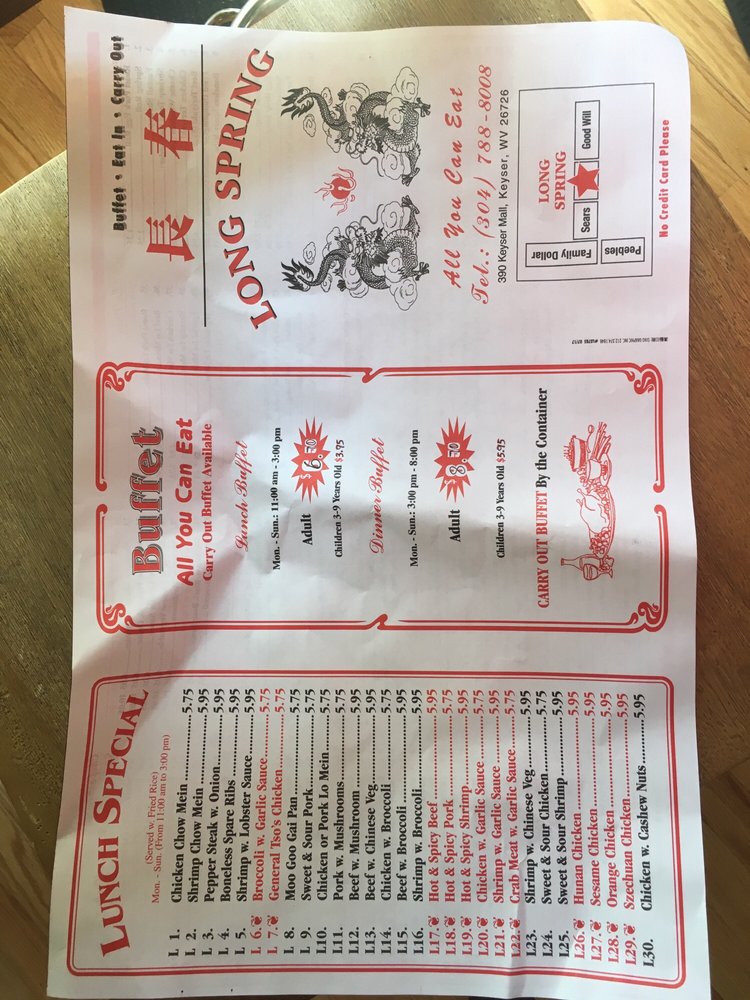 LUNCH SPECIAL
(Served w. Fried Rice)
Mon. - Sun. (From 11:00 am to 3:00 pm)
L 1. Chicken Chow Mein 5.75
L 2. Shrimp Chow Mein 5.95
L 3. Pepper Steak w. Onion 5.95
L 4. Boneless Spare Ribs 5.95
L 5. Shrimp w. Lobster Sauce 5.95
L 6. Broccoli w. Garlic Sauce 5.75
L 7. General Tso's Chicken 5.75
L 8. Moo Goo Gai Pan 5.75
L 9. Sweet & Sour Pork 5.75
L10. Chicken or Pork Lo Mein 5.75
L11. Pork w. Mushrooms 5.75
L12. Beef w. Mushroom 5.95
L13. Beef w. Chinese Veg 5.95
L14. Chicken w. Broccoli 5.75
L15. Beef w. Broccoli 5.95
L16. Shrimp w. Broccoli 5.95
L17. Hot & Spicy Beef 5.95
L18. Hot & Spicy Pork 5.75
L19. Hot & Spicy Shrimp 5.95
L20. Chicken w. Garlic Sauce 5.75
L21. Shrimp w. Garlic Sauce 5.95
L22. Crab Meat w. Garlic Sauce 5.75
L23. Shrimp w. Chinese Veg 5.95
L24. Sweet & Sour Chicken 5.75
L25. Sweet & Sour Shrimp 5.95
L26. Hunan Chicken 5.95
L27. Sesame Chicken 5.95
L28. Orange Chicken 5.95
L29. Szechuan Chicken 5.95
L30. Chicken w. Cashew Nuts 5.95
Buffet
All You Can Eat
Carry Out Buffet Available
Lunch Buffet
Mon. - Sun.: 11:00 am - 3:00 pm
Adult $6.70
Children 3-9 Years Old $3.75
Dinner Buffet
Mon. - Sun.: 3:00 pm - 8:00 pm
Adult $8.70
Children 3-9 Years Old $5.95
CARRY OUT BUFFET By the Container
Buffet • Eat In • Carry Out
長 春
LONG SPRING
All You Can Eat
Tel.: (304) 788-8008
390 Keyser Mall, Keyser, WV 26726
Peebles
Family Dollar
Sears
LONG SPRING
Good Will
No Credit Card Please